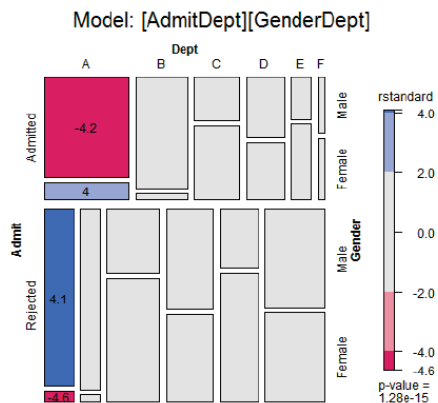 Model: [AdmitDept][GenderDept]
Dept
A B C D E F
Admit
Admitted
Rejected
-4.2
4
4.1
-4.6
Male
Female
Male
Female
Gender
rstandard
4.0
2.0
0.0
-2.0
-4.0
-4.6
p-value =
1.28e-15